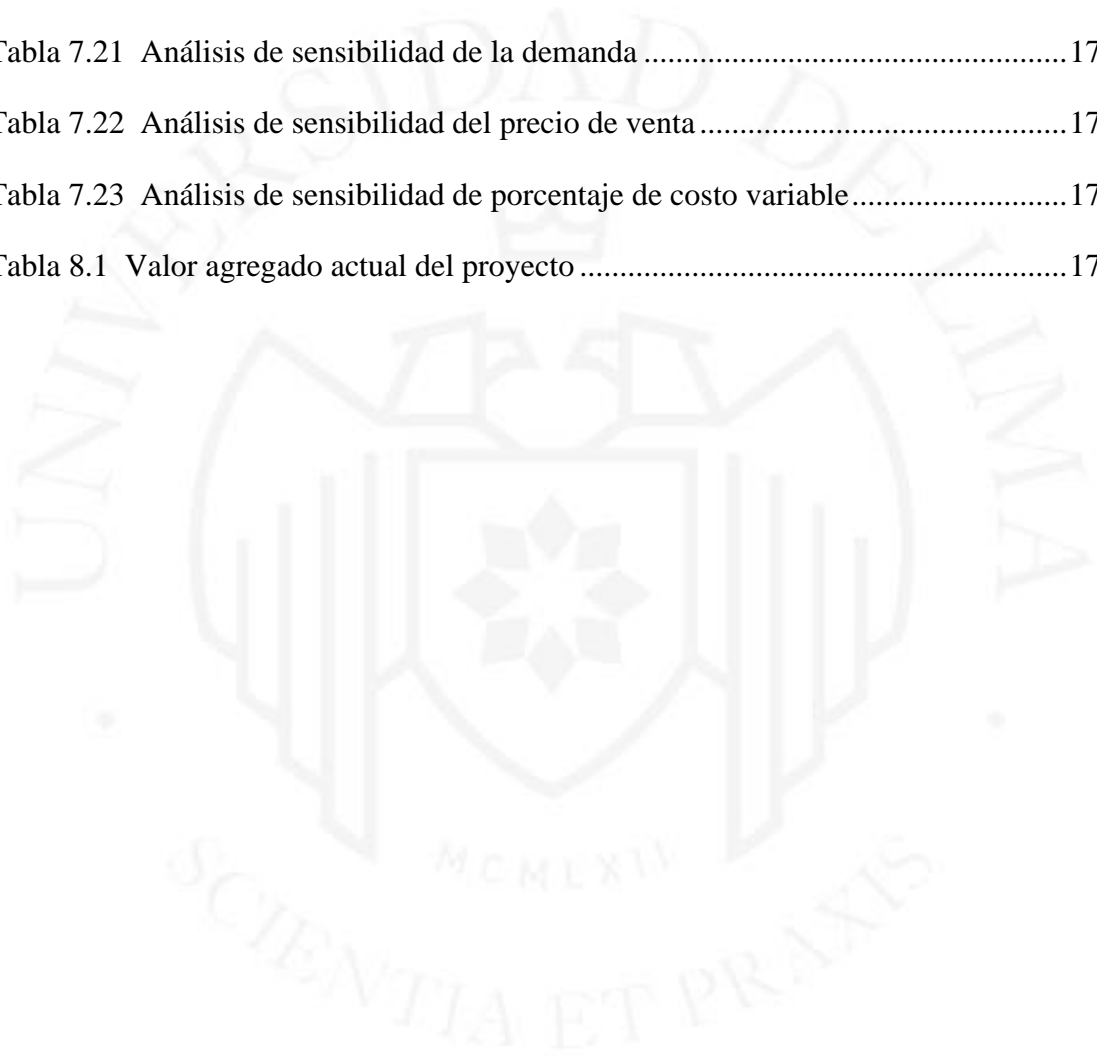 Tabla 7.21 Análisis de sensibilidad de la demanda ................................................................ 17
Tabla 7.22 Análisis de sensibilidad del precio de venta ........................................................ 17
Tabla 7.23 Análisis de sensibilidad de porcentaje de costo variable ................................. 17
Tabla 8.1 Valor agregado actual del proyecto ........................................................................ 17
UNIVERSIDAD DE LIMA
MCMLXII
SCIENTIA ET PRAXIS